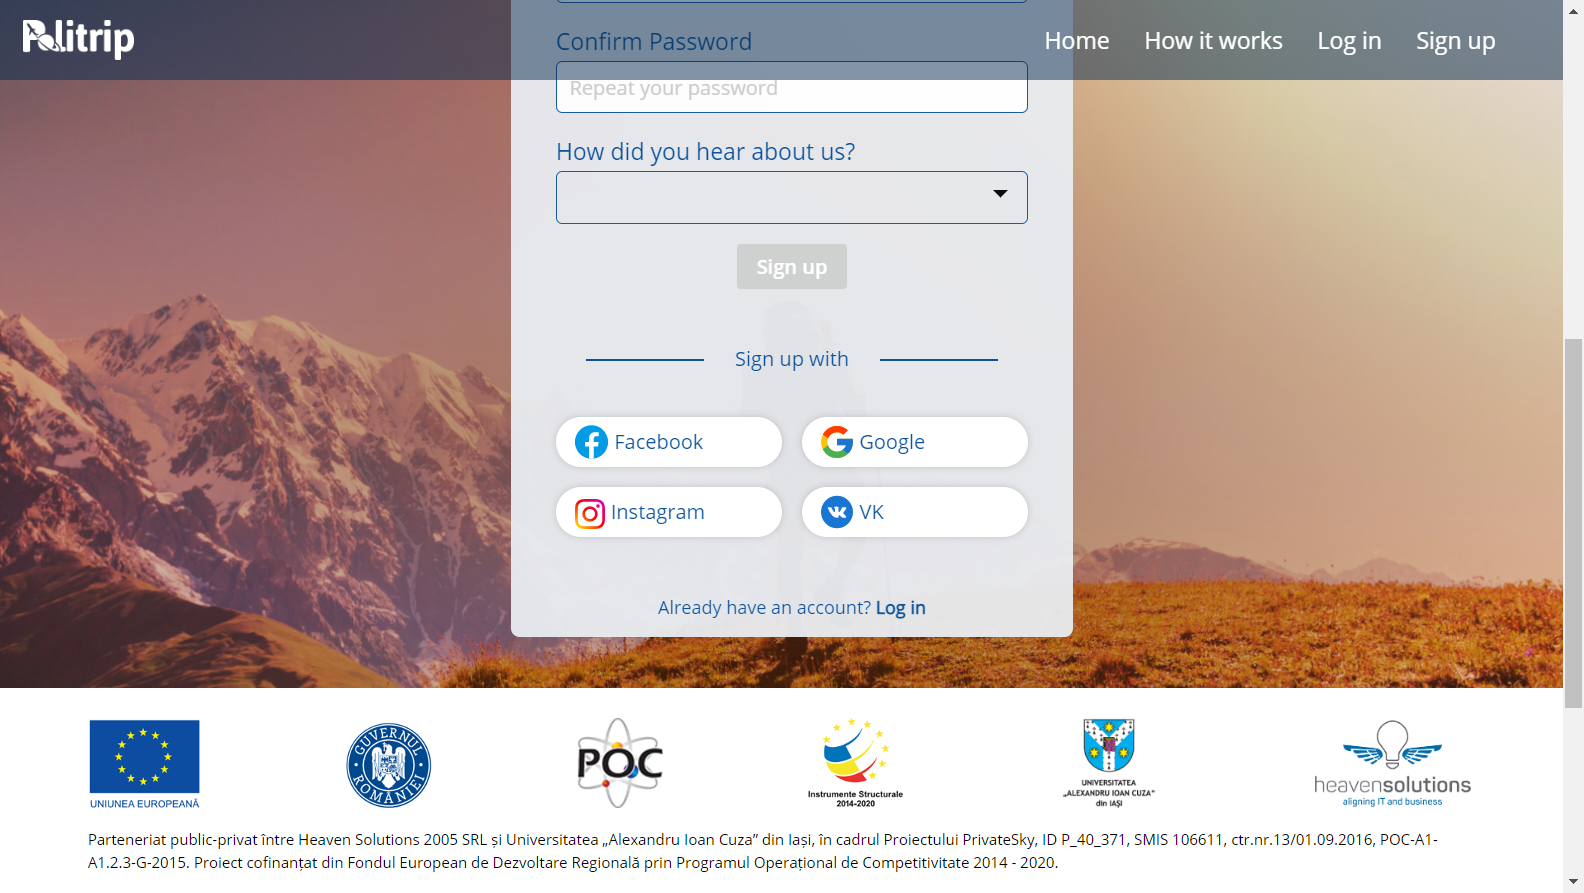 Politrip
Home
How it works
Log in
Sign up
Confirm Password
Repeat your password
How did you hear about us?
Sign up
Sign up with
Facebook
Google
Instagram
VK
Already have an account? Log in
UNIUNEA EUROPEANĂ
GUVERNUL ROMÂNIEI
POC
Instrumente Structurale
2014-2020
UNIVERSITATEA
„ALEXANDRU IOAN CUZA”
din IAȘI
heavensolutions
aligning IT and business
Parteneriat public-privat între Heaven Solutions 2005 SRL și Universitatea „Alexandru Ioan Cuza” din Iași, în cadrul Proiectului PrivateSky, ID P_40_371, SMIS 106611, ctr.nr.13/01.09.2016, POC-A1-
A1.2.3-G-2015. Proiect cofinanțat din Fondul European de Dezvoltare Regională prin Programul Operațional de Competitivitate 2014 - 2020.